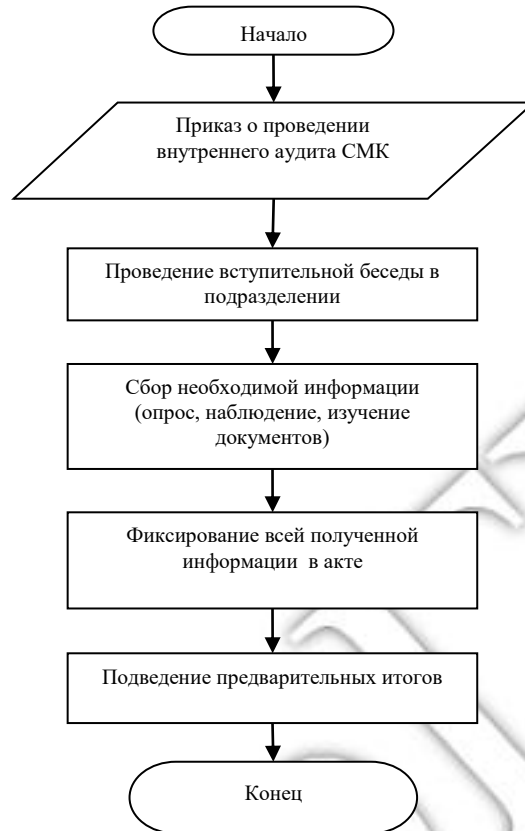 Начало
Приказ о проведении
внутреннего аудита СМК
Проведение вступительной беседы в
подразделении
Сбор необходимой информации
(опрос, наблюдение, изучение
документов)
Фиксирование всей полученной
информации в акте
Подведение предварительных итогов
Конец